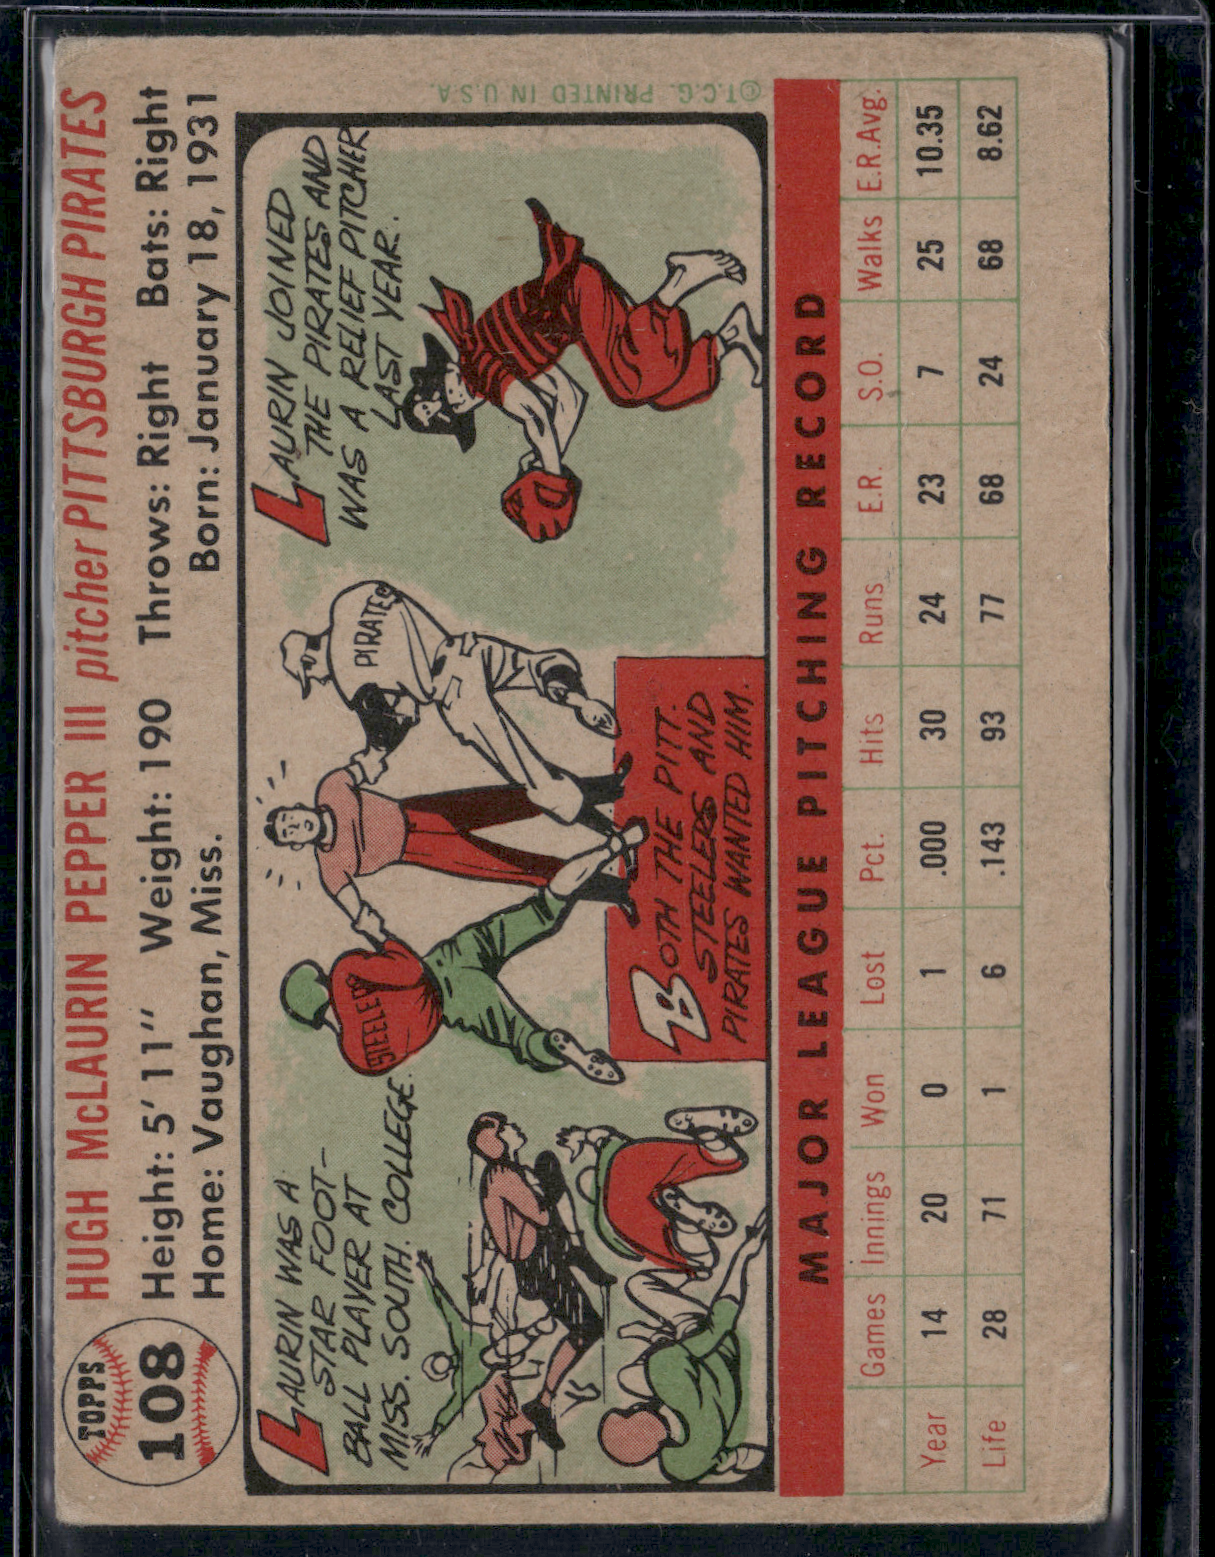 TOPPS
108
HUGH McLAURIN PEPPER III pitcher PITTSBURGH PIRATES
Height: 5' 11" Weight: 190 Throws: Right Bats: Right
Home: Vaughan, Miss. Born: January 18, 1931
LAURIN WAS A
STAR FOOT-
BALL PLAYER AT
MISS. SOUTH. COLLEGE.
STEELERS
PIRATES
BOTH THE PITT.
STEELERS AND
PIRATES WANTED HIM.
LAURIN JOINED
THE PIRATES AND
WAS A RELIEF PITCHER
LAST YEAR.
©T.C.G. PRINTED IN U.S.A.
MAJOR LEAGUE PITCHING RECORD
Games Innings Won Lost Pct. Hits Runs E.R. S.O. Walks E.R.Avg.
Year 14 20 0 1 .000 30 24 23 7 25 10.35
Life 28 71 1 6 .143 93 77 68 24 68 8.62